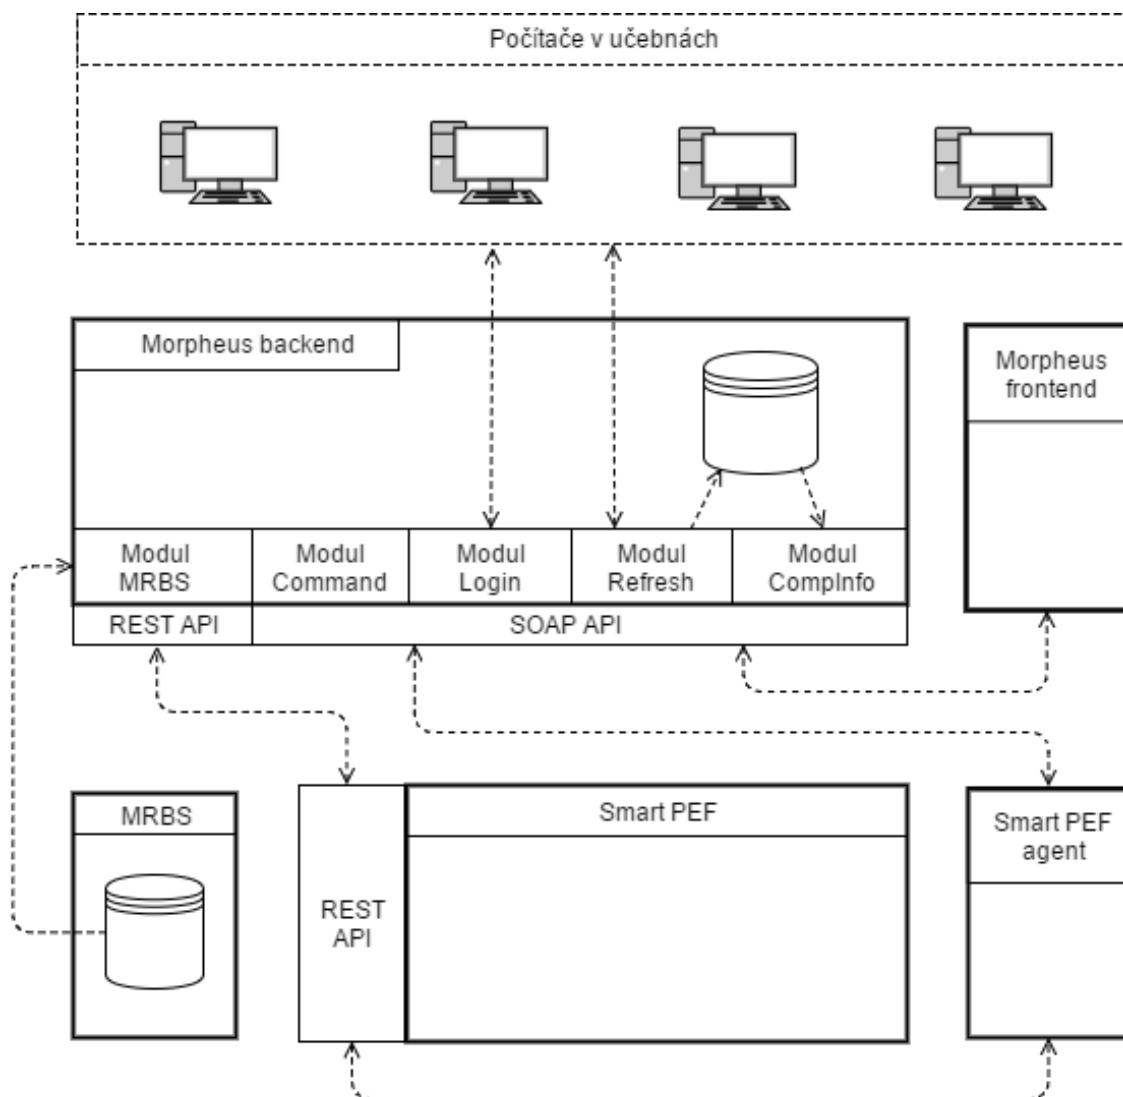 Počítače v učebnách
Morpheus backend
Morpheus
frontend
Modul
MRBS
Modul
Command
Modul
Login
Modul
Refresh
Modul
CompInfo
REST API
SOAP API
MRBS
REST
API
Smart PEF
Smart PEF
agent